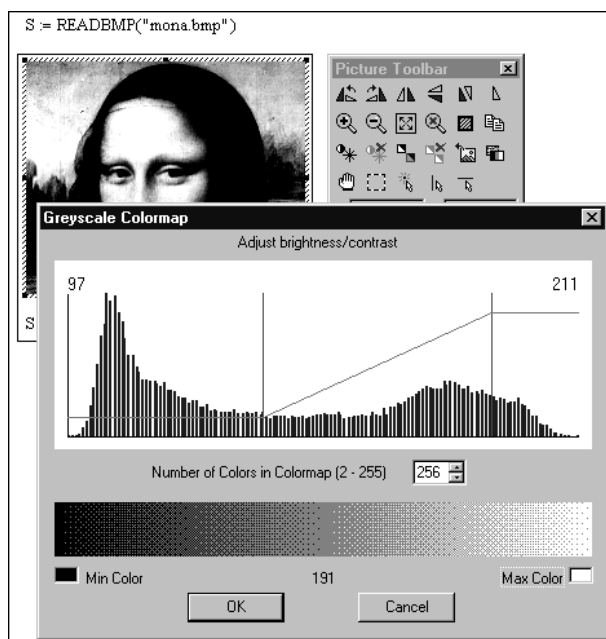 S := READBMP("mona.bmp")
Picture Toolbar
Greyscale Colormap
Adjust brightness/contrast
97
211
S
Number of Colors in Colormap (2 - 255) 256
Min Color 191 Max Color
OK Cancel